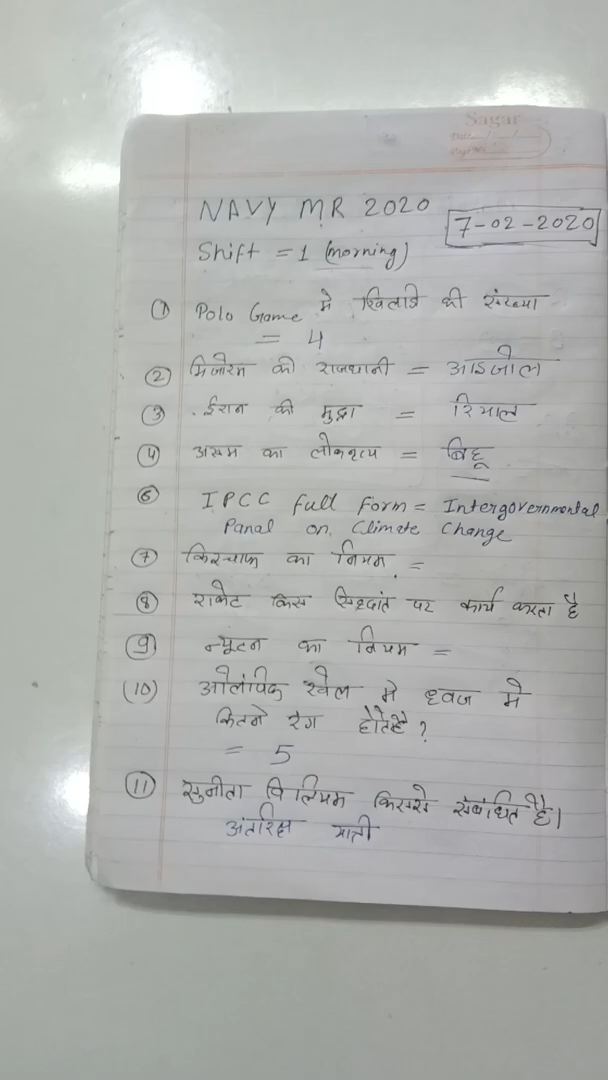 Sagar
NAVY MR 2020
7-02-2020
Shift = 1 (morning)
① Polo Game मे खिलाड़ी की संख्या
= 4
② मिजोरम की राजधानी = आइजोल
③ ईरान की मुद्रा = रियाल
④ असम का लोकनृत्य = बिहू
⑥ IPCC full form = Intergovernmental
Panal on Climate Change
⑦ किरचाफ का नियम =
⑧ राकेट किस सिद्दांत पर कार्य करता है
⑨ न्यूटन का नियम =
(10) ओलंपिक खेल मे ध्वज मे
कितने रंग होते है ?
= 5
⑪ सुनीता विलियम किससे संबंधित है।
अंतरिक्ष यात्री